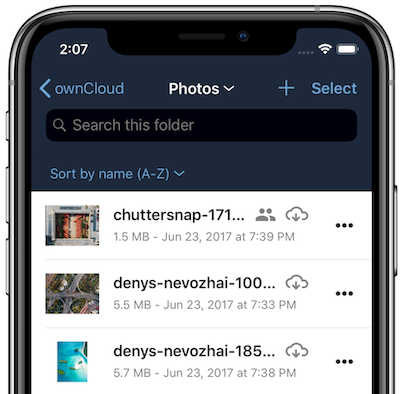 2:07
ownCloud
Photos
Select
Search this folder
Sort by name (A-Z)
chuttersnap-171...
1.5 MB - Jun 23, 2017 at 7:39 PM
denys-nevozhai-100...
5.5 MB - Jun 23, 2017 at 7:33 PM
denys-nevozhai-185...
5.7 MB - Jun 23, 2017 at 7:38 PM